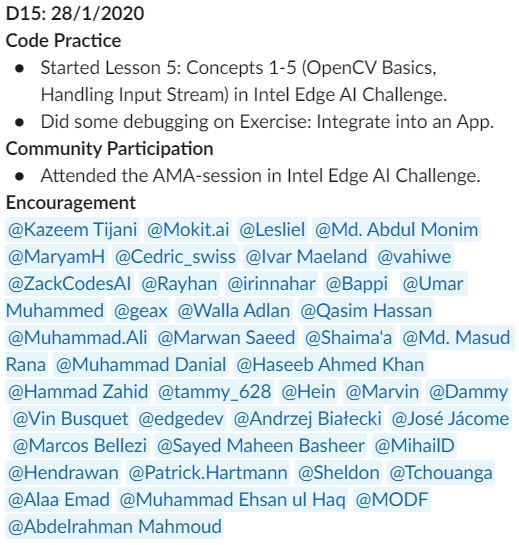 D15: 28/1/2020
Code Practice
● Started Lesson 5: Concepts 1-5 (OpenCV Basics,
Handling Input Stream) in Intel Edge AI Challenge.
● Did some debugging on Exercise: Integrate into an App.
Community Participation
● Attended the AMA-session in Intel Edge AI Challenge.
Encouragement
@Kazeem Tijani @Mokit.ai @Lesliel @Md. Abdul Monim
@MaryamH @Cedric_swiss @Ivar Maeland @vahiwe
@ZackCodesAI @Rayhan @irinnahar @Bappi @Umar
Muhammed @geax @Walla Adlan @Qasim Hassan
@Muhammad.Ali @Marwan Saeed @Shaima'a @Md. Masud
Rana @Muhammad Danial @Haseeb Ahmed Khan
@Hammad Zahid @tammy_628 @Hein @Marvin @Dammy
@Vin Busquet @edgedev @Andrzej Białecki @José Jácome
@Marcos Bellezi @Sayed Maheen Basheer @MihailD
@Hendrawan @Patrick.Hartmann @Sheldon @Tchouanga
@Alaa Emad @Muhammad Ehsan ul Haq @MODF
@Abdelrahman Mahmoud